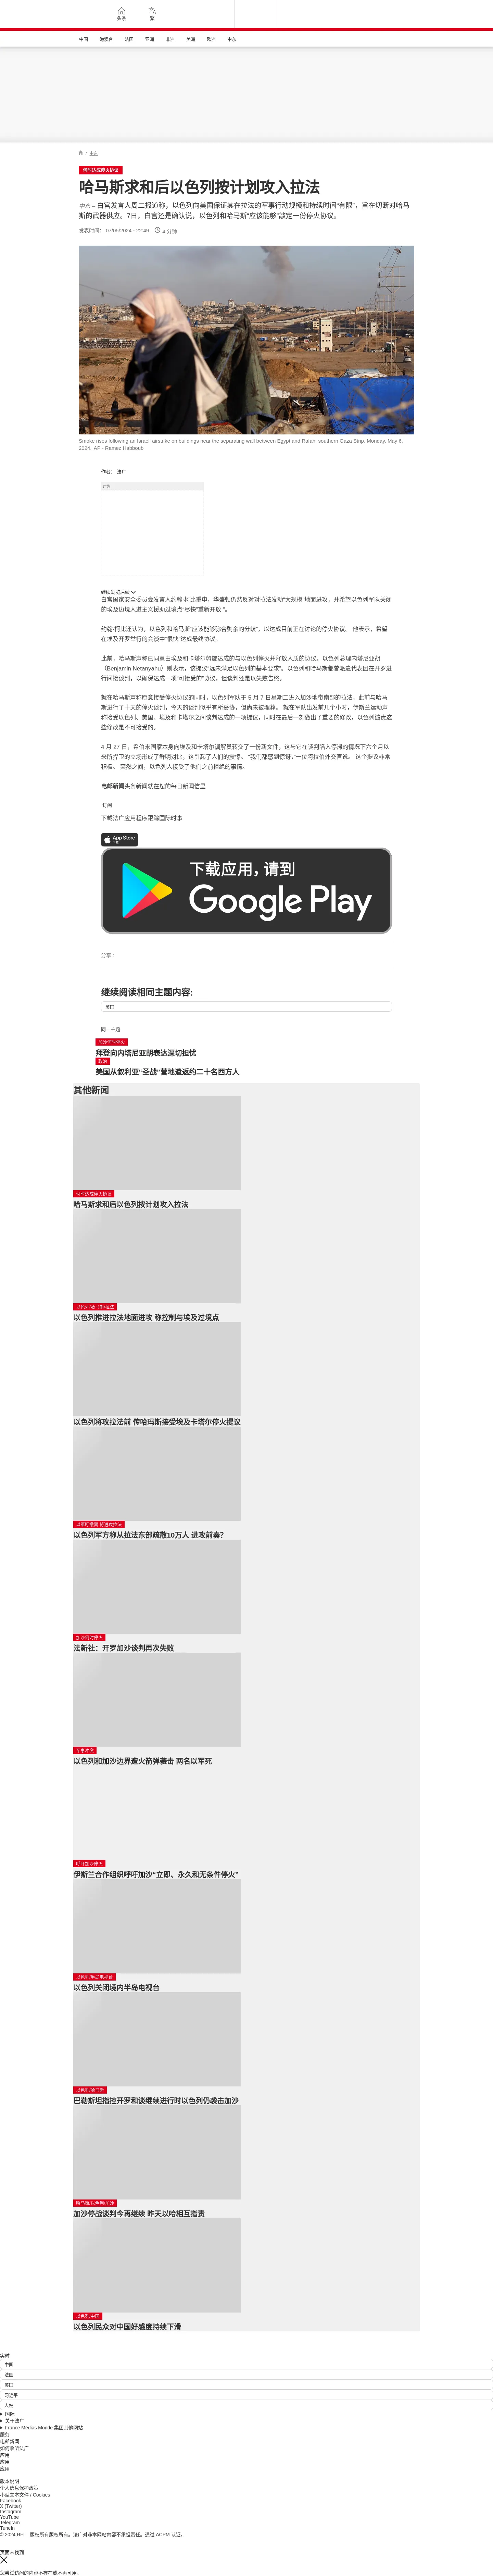 头条
繁
中国
港澳台
法国
亚洲
非洲
美洲
欧洲
中东
/ 中东
何时达成停火协议
哈马斯求和后以色列按计划攻入拉法
中东 – 白宫发言人周二报道称，以色列向美国保证其在拉法的军事行动规模和持续时间“有限”，旨在切断对哈马
斯的武器供应。7日，白宫还是确认说，以色列和哈马斯“应该能够”敲定一份停火协议。
发表时间： 07/05/2024 - 22:49 4 分钟
Smoke rises following an Israeli airstrike on buildings near the separating wall between Egypt and Rafah, southern Gaza Strip, Monday, May 6,
2024. AP - Ramez Habboub
作者： 法广
广告
继续浏览后续
白宫国家安全委员会发言人约翰·柯比重申，华盛顿仍然反对对拉法发动“大规模”地面进攻，并希望以色列军队关闭
的埃及边境人道主义援助过境点“尽快”重新开放 ”。
约翰·柯比还认为，以色列和哈马斯“应该能够弥合剩余的分歧”，以达成目前正在讨论的停火协议。 他表示，希望
在埃及开罗举行的会谈中“很快”达成最终协议。
此前，哈马斯声称已同意由埃及和卡塔尔斡旋达成的与以色列停火并释放人质的协议。以色列总理内塔尼亚胡
（Benjamin Netanyahu）则表示，该提议“远未满足以色列的基本要求”。以色列和哈马斯都曾派遣代表团在开罗进
行间接谈判，以确保达成一项“可接受的”协议，但谈判还是以失败告终。
就在哈马斯声称愿意接受停火协议的同时，以色列军队于 5 月 7 日星期二进入加沙地带南部的拉法，此前与哈马
斯进行了十天的停火谈判，今天的谈判似乎有所妥协，但尚未被埋葬。 就在军队出发前几个小时，伊斯兰运动声
称接受以色列、美国、埃及和卡塔尔之间谈判达成的一项提议，同时在最后一刻做出了重要的修改，以色列谴责这
些修改是不可接受的。
4 月 27 日，希伯来国家本身向埃及和卡塔尔调解员转交了一份新文件，这与它在谈判陷入停滞的情况下六个月以
来所捍卫的立场形成了鲜明对比，这引起了人们的震惊。 “我们都感到惊讶，”一位阿拉伯外交官说。 这个提议非常
积极。 突然之间，以色列人接受了他们之前拒绝的事情。
电邮新闻头条新闻就在您的每日新闻信里
订阅
下载法广应用程序跟踪国际时事
App Store
下载
下载应用，请到
Google Play
分享 :
继续阅读相同主题内容:
美国
同一主题
加沙何时停火
拜登向内塔尼亚胡表达深切担忧
政治
美国从叙利亚“圣战”营地遣返约二十名西方人
其他新闻
何时达成停火协议
哈马斯求和后以色列按计划攻入拉法
以色列/哈马斯/拉法
以色列推进拉法地面进攻 称控制与埃及过境点
以色列将攻拉法前 传哈玛斯接受埃及卡塔尔停火提议
以色列军方称从拉法东部疏散10万人 进攻前奏？
加沙何时停火
法新社：开罗加沙谈判再次失败
军事冲突
以色列和加沙边界遭火箭弹袭击 两名以军死
呼吁加沙停火
伊斯兰合作组织呼吁加沙“立即、永久和无条件停火”
以色列/半岛电视台
以色列关闭境内半岛电视台
以色列/哈马斯
巴勒斯坦指控开罗和谈继续进行时以色列仍袭击加沙
哈马斯/以色列/加沙
加沙停战谈判今再继续 昨天以哈相互指责
以色列/中国
以色列民众对中国好感度持续下滑
实时
中国
法国
美国
习近平
人权
国际
关于法广
France Médias Monde 集团其他网站
服务
电邮新闻
如何收听法广
应用
应用
应用
版本说明
个人信息保护政策
小型文本文件 / Cookies
Facebook
X (Twitter)
Instagram
YouTube
Telegram
TuneIn
© 2024 RFI – 版权所有版权所有。法广对非本网站内容不承担责任。通过 ACPM 认证。
页面未找到
您尝试访问的内容不存在或不再可用。